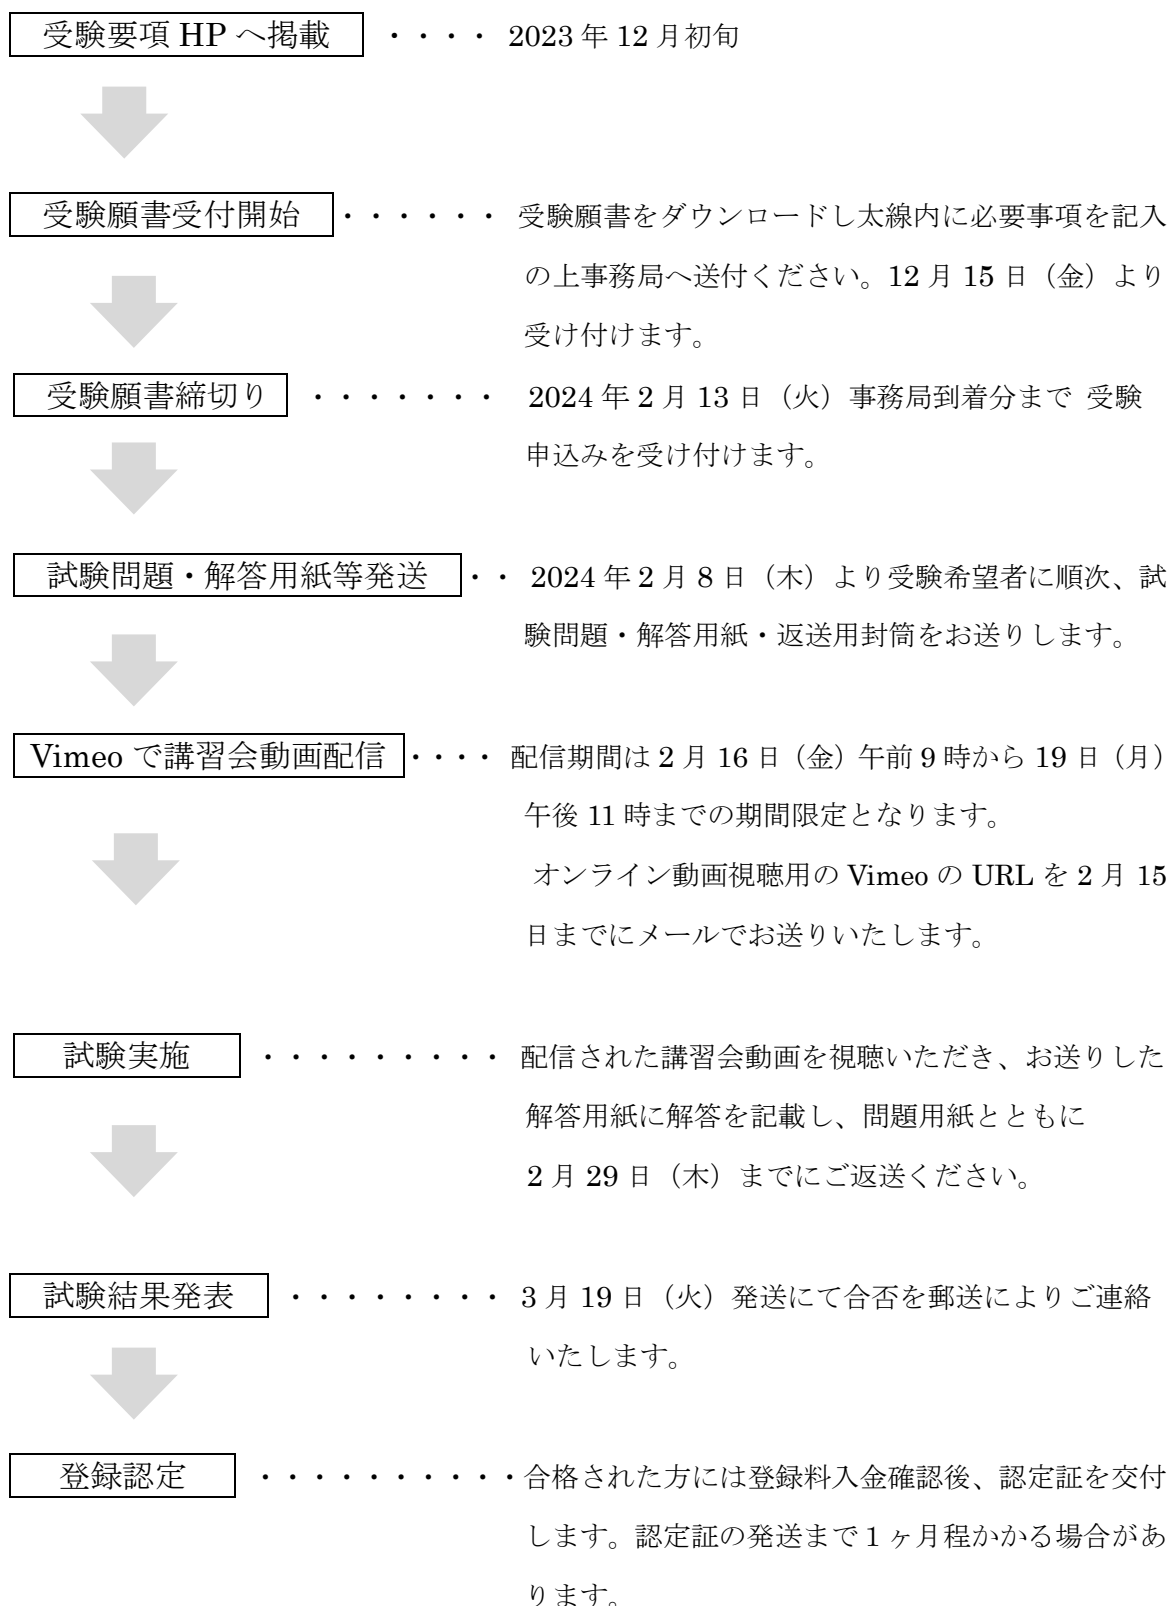 受験要項 HP へ掲載 ・・・・ 2023 年 12 月初旬
受験願書受付開始 ・・・・・・ 受験願書をダウンロードし太線内に必要事項を記入
の上事務局へ送付ください。12 月 15 日（金）より
受け付けます。
受験願書締切り ・・・・・・・ 2024 年 2 月 13 日（火）事務局到着分まで 受験
申込みを受け付けます。
試験問題・解答用紙等発送 ・・ 2024 年 2 月 8 日（木）より受験希望者に順次、試
験問題・解答用紙・返送用封筒をお送りします。
Vimeo で講習会動画配信 ・・・・ 配信期間は 2 月 16 日（金）午前 9 時から 19 日（月）
午後 11 時までの期間限定となります。
オンライン動画視聴用の Vimeo の URL を 2 月 15
日までにメールでお送りいたします。
試験実施 ・・・・・・・・・ 配信された講習会動画を視聴いただき、お送りした
解答用紙に解答を記載し、問題用紙とともに
2 月 29 日（木）までにご返送ください。
試験結果発表 ・・・・・・・・ 3 月 19 日（火）発送にて合否を郵送によりご連絡
いたします。
登録認定 ・・・・・・・・・・合格された方には登録料入金確認後、認定証を交付
します。認定証の発送まで 1 ヶ月程かかる場合があ
ります。